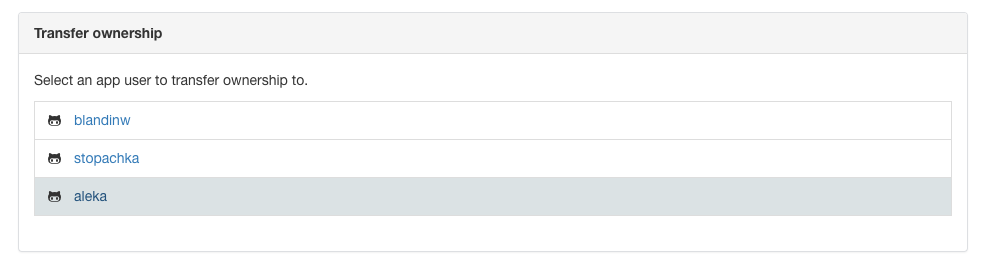 Transfer ownership
Select an app user to transfer ownership to.
blandinw
stopachka
aleka